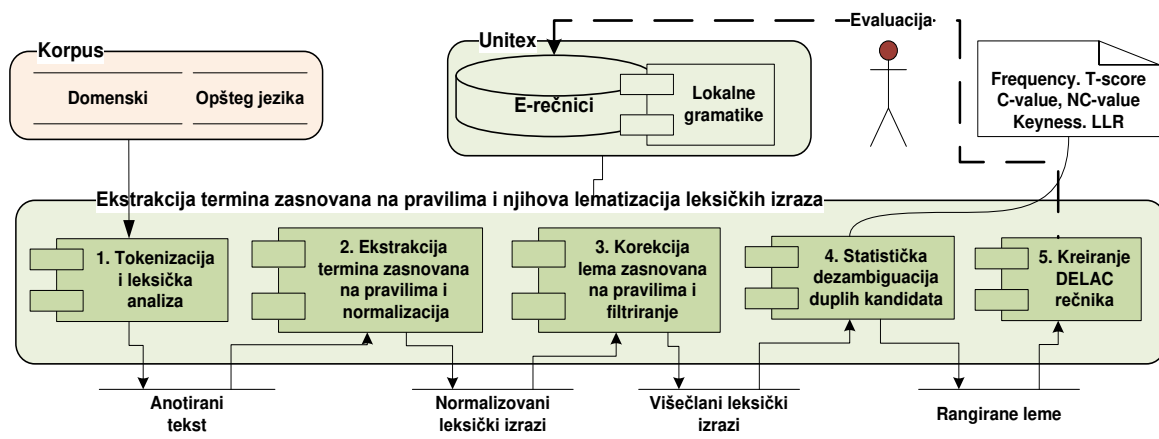 Korpus
Domenski
Opšteg jezika
Unitex
E-rečnici
Lokalne
gramatike
Evaluacija
Frequency. T-score
C-value, NC-value
Keyness. LLR
Ekstrakcija termina zasnovana na pravilima i njihova lematizacija leksičkih izraza
1. Tokenizacija
i leksička
analiza
2. Ekstrakcija
termina zasnovana
na pravilima i
normalizacija
3. Korekcija
lema zasnovana
na pravilima i
filtriranje
4. Statistička
dezambiguacija
duplih kandidata
5. Kreiranje
DELAC
rečnika
Anotirani
tekst
Normalizovani
leksički izrazi
Višečlani leksički
izrazi
Rangirane leme